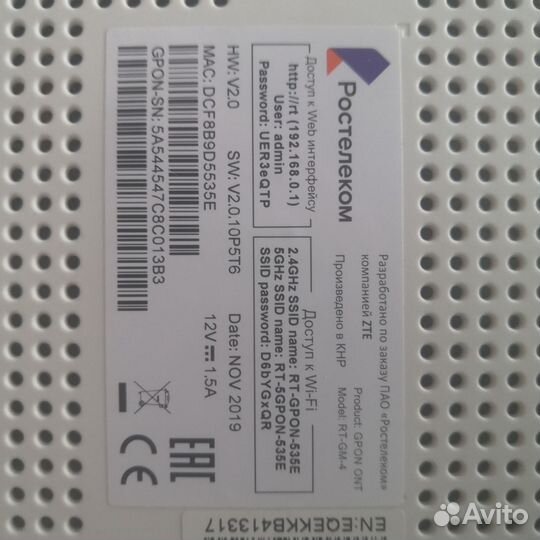 Ростелеком
Разработано по заказу ПАО «Ростелеком»
компанией ZTE
Произведено в КНР
Product: GPON ONT
Model: RT-GM-4
Доступ к Web интерфейсу
http://rt (192.168.0.1)
User: admin
Password: UER3eQTP
Доступ к Wi-Fi
2.4GHz SSID name: RT-GPON-535E
5GHz SSID name: RT-5GPON-535E
SSID password: D6bYGxQR
HW: V2.0 SW: V2.0.10P5T6 Date: NOV 2019
MAC: DCF8B9D5535E
12V 1.5A
GPON-SN: 5A544547C8C013B3
CE
EAC
EN:EQEKKB413317
Avito